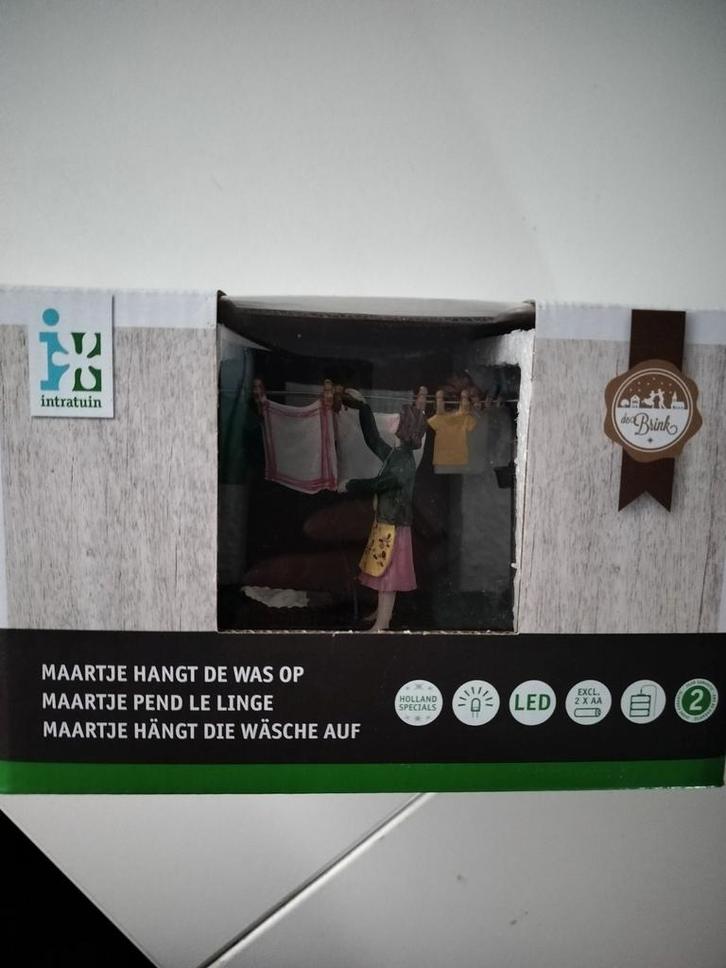 intratuin
de Brink
MAARTJE HANGT DE WAS OP
MAARTJE PEND LE LINGE
MAARTJE HÄNGT DIE WÄSCHE AUF
HOLLAND
SPECIALS
LED
EXCL.
2 X AA
2